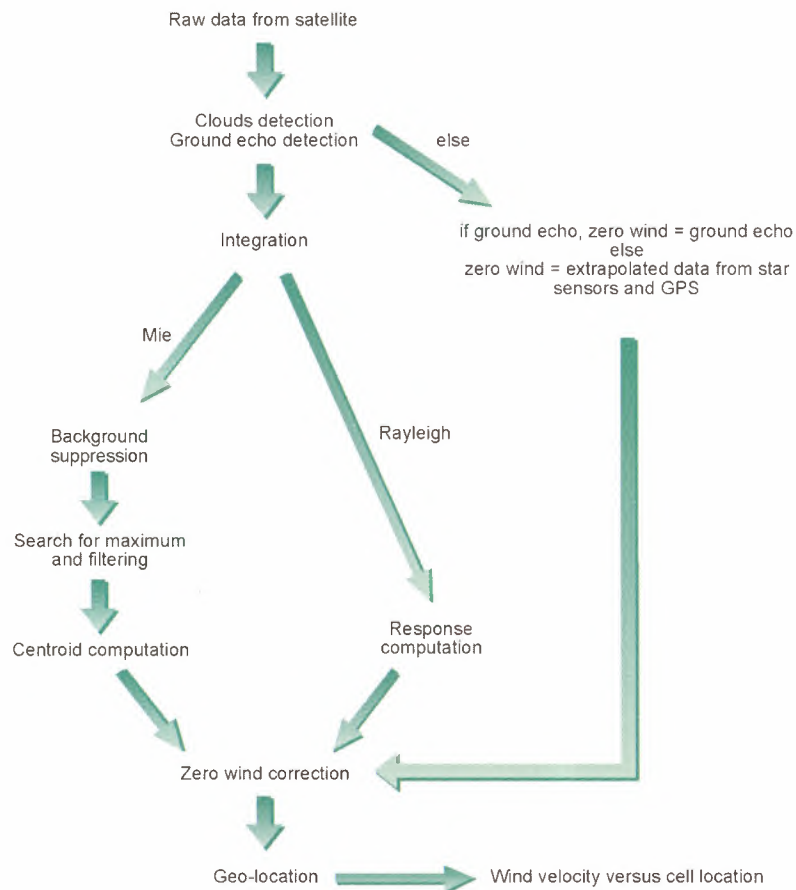 Raw data from satellite
Clouds detection
Ground echo detection
else
Integration
if ground echo, zero wind = ground echo
else
zero wind = extrapolated data from star
sensors and GPS
Mie
Rayleigh
Background
suppression
Search for maximum
and filtering
Centroid computation
Response
computation
Zero wind correction
Geo-location
Wind velocity versus cell location